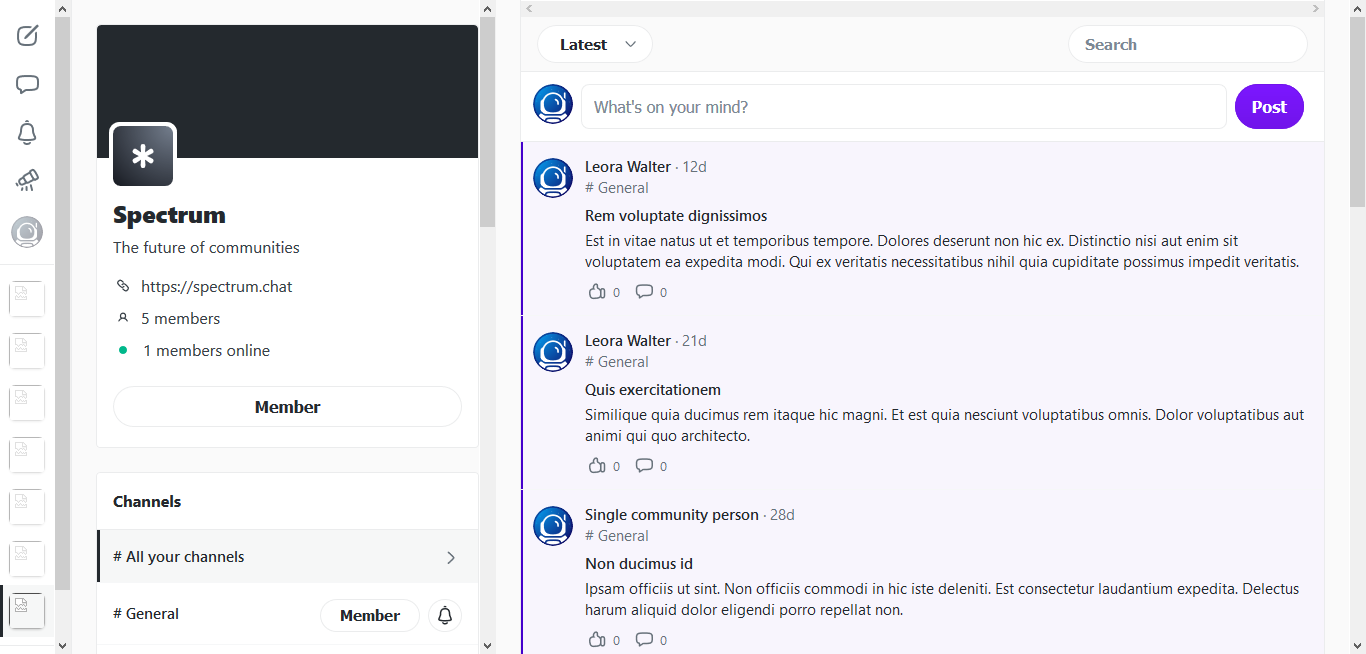 Spectrum
The future of communities
https://spectrum.chat
5 members
1 members online
Member
Channels
# All your channels
# General
Member
Latest
Search
What's on your mind?
Post
Leora Walter · 12d
# General
Rem voluptate dignissimos
Est in vitae natus ut et temporibus tempore. Dolores deserunt non hic ex. Distinctio nisi aut enim sit
voluptatem ea expedita modi. Qui ex veritatis necessitatibus nihil quia cupiditate possimus impedit veritatis.
0 0
Leora Walter · 21d
# General
Quis exercitationem
Similique quia ducimus rem itaque hic magni. Et est quia nesciunt voluptatibus omnis. Dolor voluptatibus aut
animi qui quo architecto.
0 0
Single community person · 28d
# General
Non ducimus id
Ipsam officiis ut sint. Non officiis commodi in hic iste deleniti. Est consectetur laudantium expedita. Delectus
harum aliquid dolor eligendi porro repellat non.
0 0